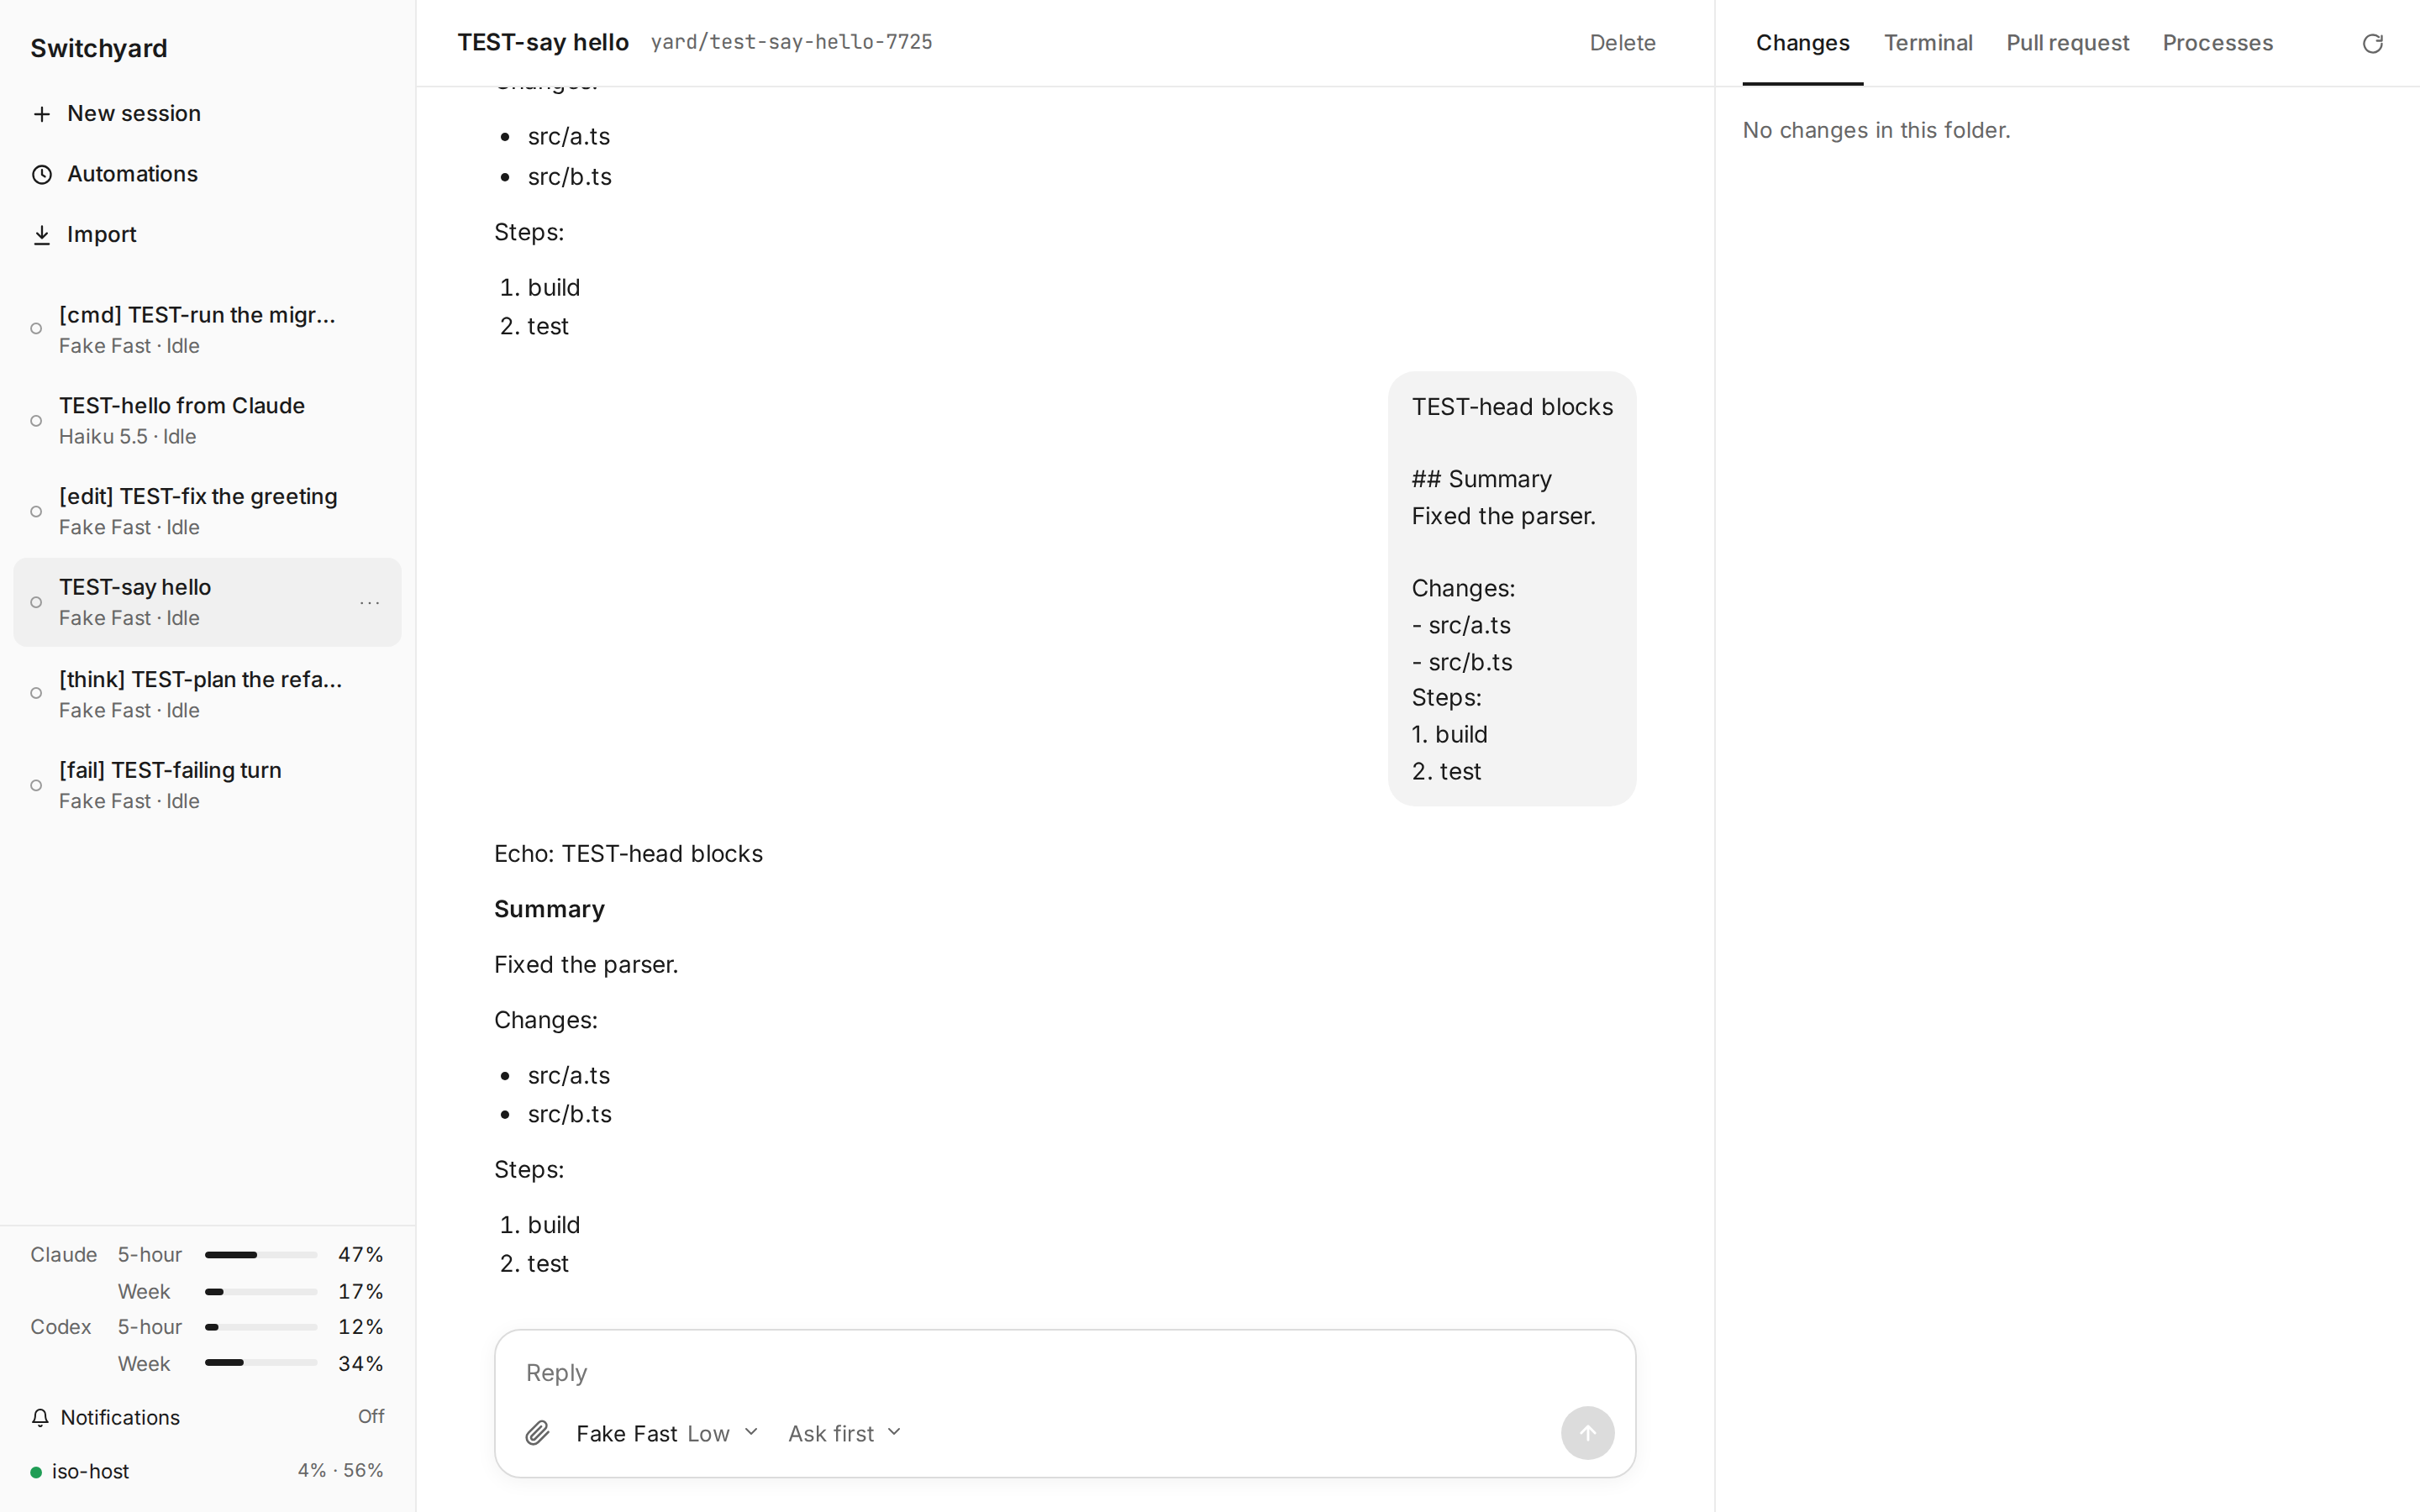 Switchyard
New session
Automations
Import
[cmd] TEST-run the migr...
Fake Fast · Idle
TEST-hello from Claude
Haiku 5.5 · Idle
[edit] TEST-fix the greeting
Fake Fast · Idle
TEST-say hello
Fake Fast · Idle
...
[think] TEST-plan the refa...
Fake Fast · Idle
[fail] TEST-failing turn
Fake Fast · Idle
Claude 5-hour 47%
Week 17%
Codex 5-hour 12%
Week 34%
Notifications Off
iso-host 4% · 56%
TEST-say hello yard/test-say-hello-7725 Delete
Changes:
• src/a.ts
• src/b.ts
Steps:
1. build
2. test
TEST-head blocks
## Summary
Fixed the parser.
Changes:
- src/a.ts
- src/b.ts
Steps:
1. build
2. test
Echo: TEST-head blocks
Summary
Fixed the parser.
Changes:
• src/a.ts
• src/b.ts
Steps:
1. build
2. test
Reply
Fake Fast Low Ask first
Changes Terminal Pull request Processes
No changes in this folder.